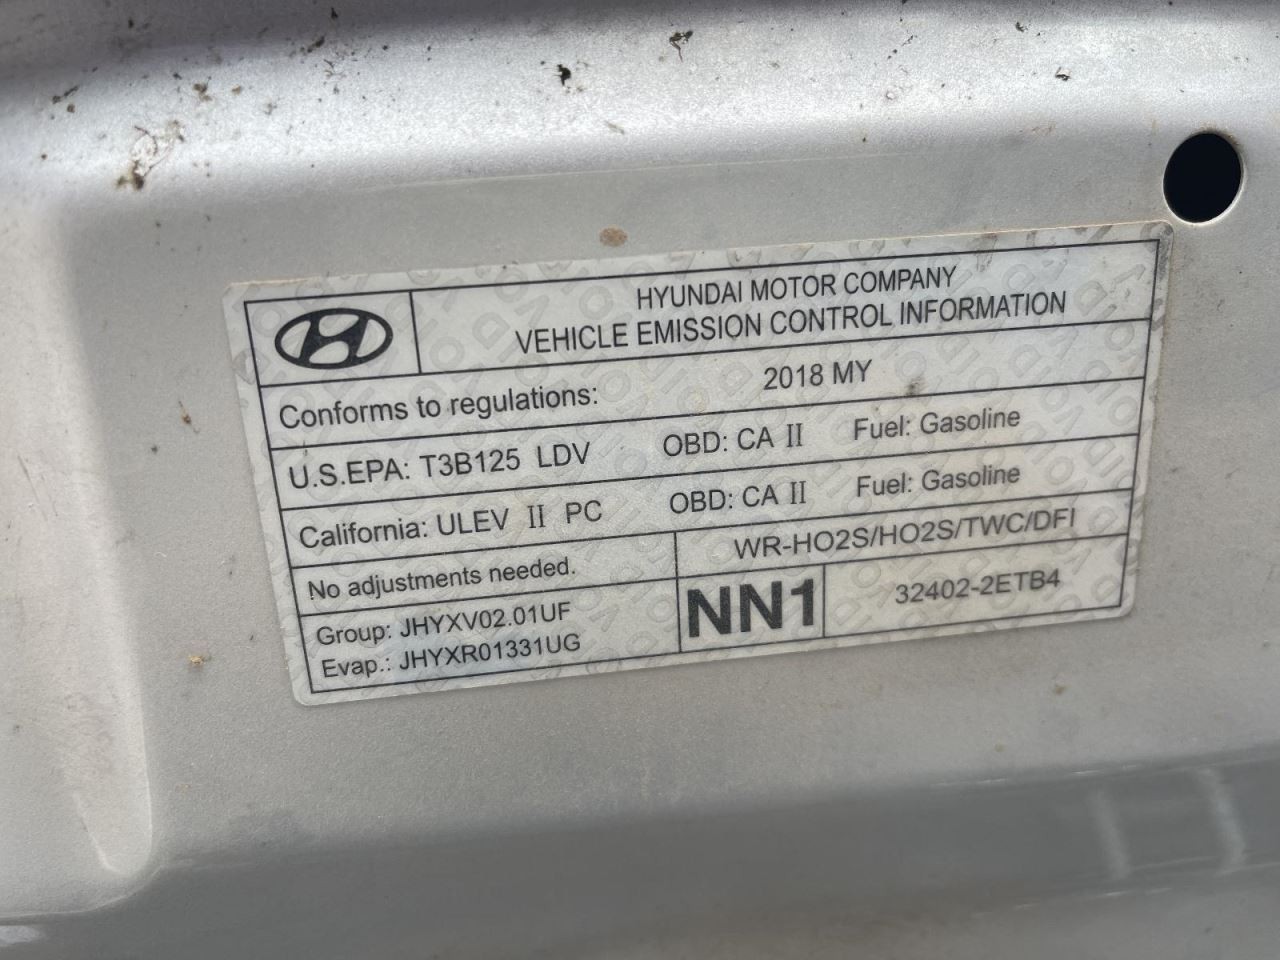 HYUNDAI MOTOR COMPANY
VEHICLE EMISSION CONTROL INFORMATION
Conforms to regulations: 2018 MY
U.S.EPA: T3B125 LDV OBD: CA II Fuel: Gasoline
California: ULEV II PC OBD: CA II Fuel: Gasoline
No adjustments needed. WR-HO2S/HO2S/TWC/DFI
Group: JHYXV02.01UF
Evap.: JHYXR01331UG
NN1 32402-2ETB4